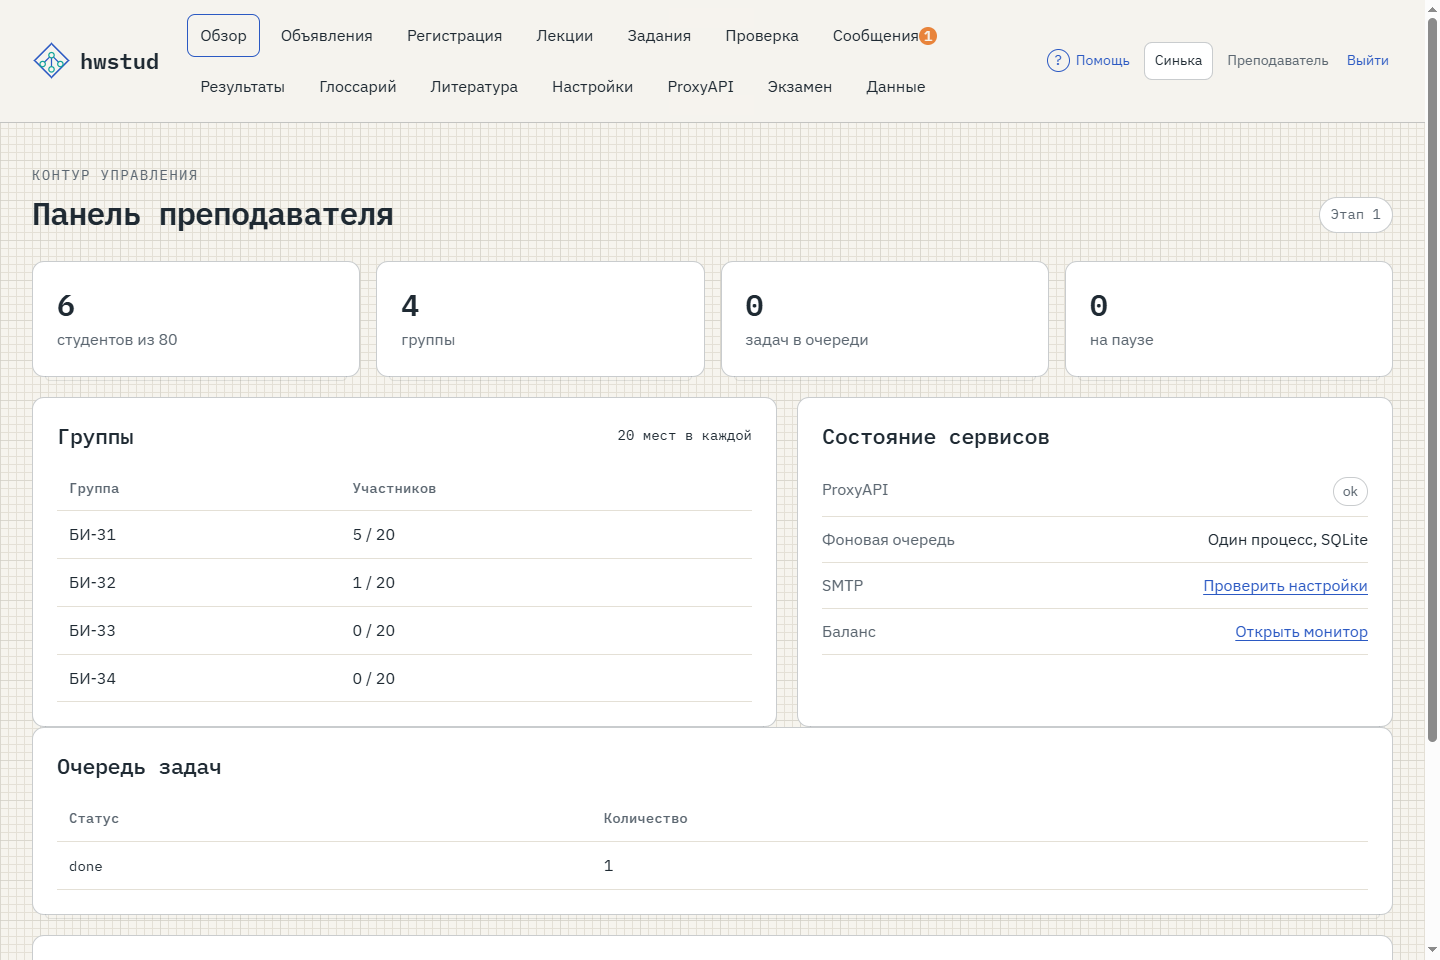 hwstud
Обзор Объявления Регистрация Лекции Задания Проверка Сообщения 1
Результаты Глоссарий Литература Настройки ProxyAPI Экзамен Данные
? Помощь Синька Преподаватель Выйти
КОНТУР УПРАВЛЕНИЯ
Панель преподавателя
Этап 1
6
студентов из 80
4
группы
0
задач в очереди
0
на паузе
Группы
20 мест в каждой
Группа Участников
БИ-31 5 / 20
БИ-32 1 / 20
БИ-33 0 / 20
БИ-34 0 / 20
Состояние сервисов
ProxyAPI ok
Фоновая очередь Один процесс, SQLite
SMTP Проверить настройки
Баланс Открыть монитор
Очередь задач
Статус Количество
done 1